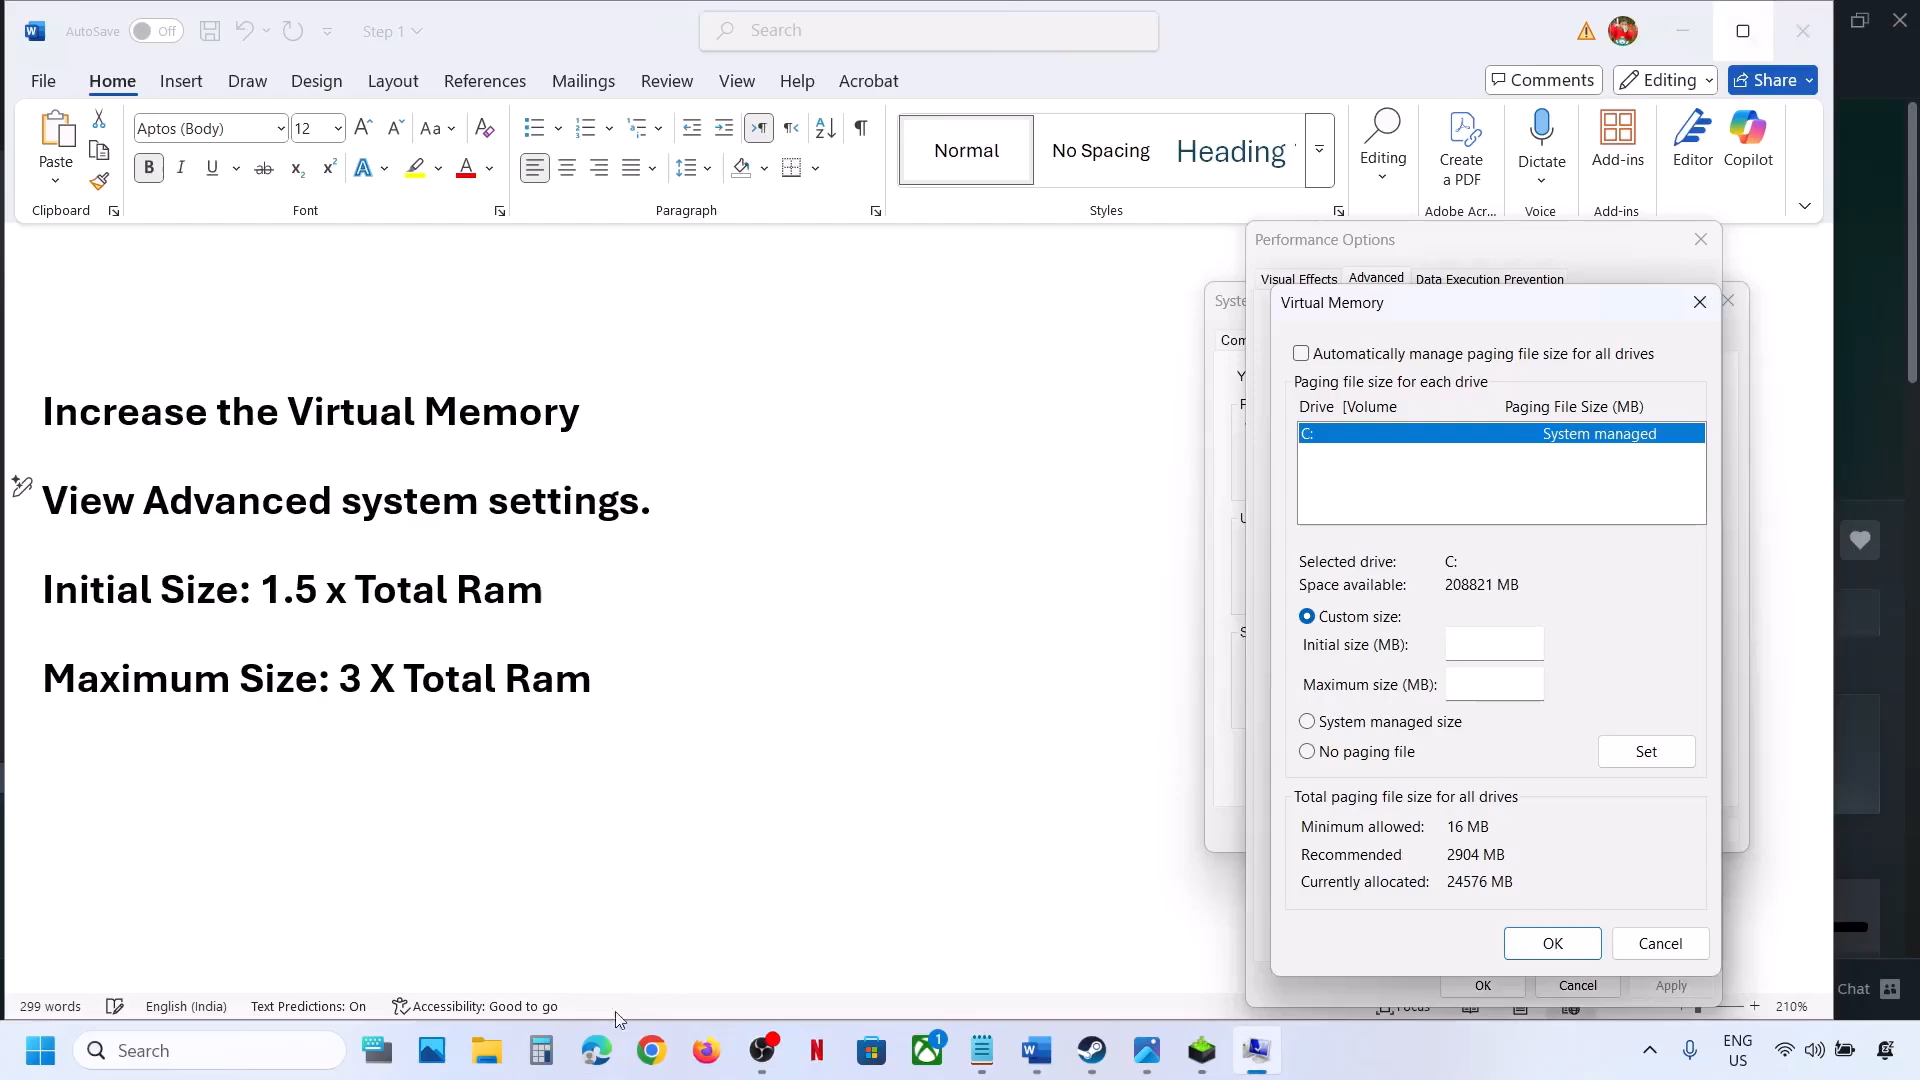 AutoSave
Off
Step 1
Search
File
Home
Insert
Draw
Design
Layout
References
Mailings
Review
View
Help
Acrobat
Comments
Editing
Share
Paste
Clipboard
Aptos (Body)
12
Font
Paragraph
Normal
No Spacing
Heading
Styles
Editing
Create
a PDF
Adobe Acr...
Dictate
Voice
Add-ins
Add-ins
Editor
Copilot
Increase the Virtual Memory
View Advanced system settings.
Initial Size: 1.5 x Total Ram
Maximum Size: 3 X Total Ram
Performance Options
Visual Effects
Advanced
Data Execution Prevention
Syste
Com
Virtual Memory
Automatically manage paging file size for all drives
Paging file size for each drive
Drive [Volume
Paging File Size (MB)
C:
System managed
Selected drive: C:
Space available: 208821 MB
Custom size:
Initial size (MB):
Maximum size (MB):
System managed size
No paging file
Set
Total paging file size for all drives
Minimum allowed: 16 MB
Recommended 2904 MB
Currently allocated: 24576 MB
OK
Cancel
OK
Cancel
Apply
Chat
299 words
English (India)
Text Predictions: On
Accessibility: Good to go
Focus
210%
Search
1
ENG
US